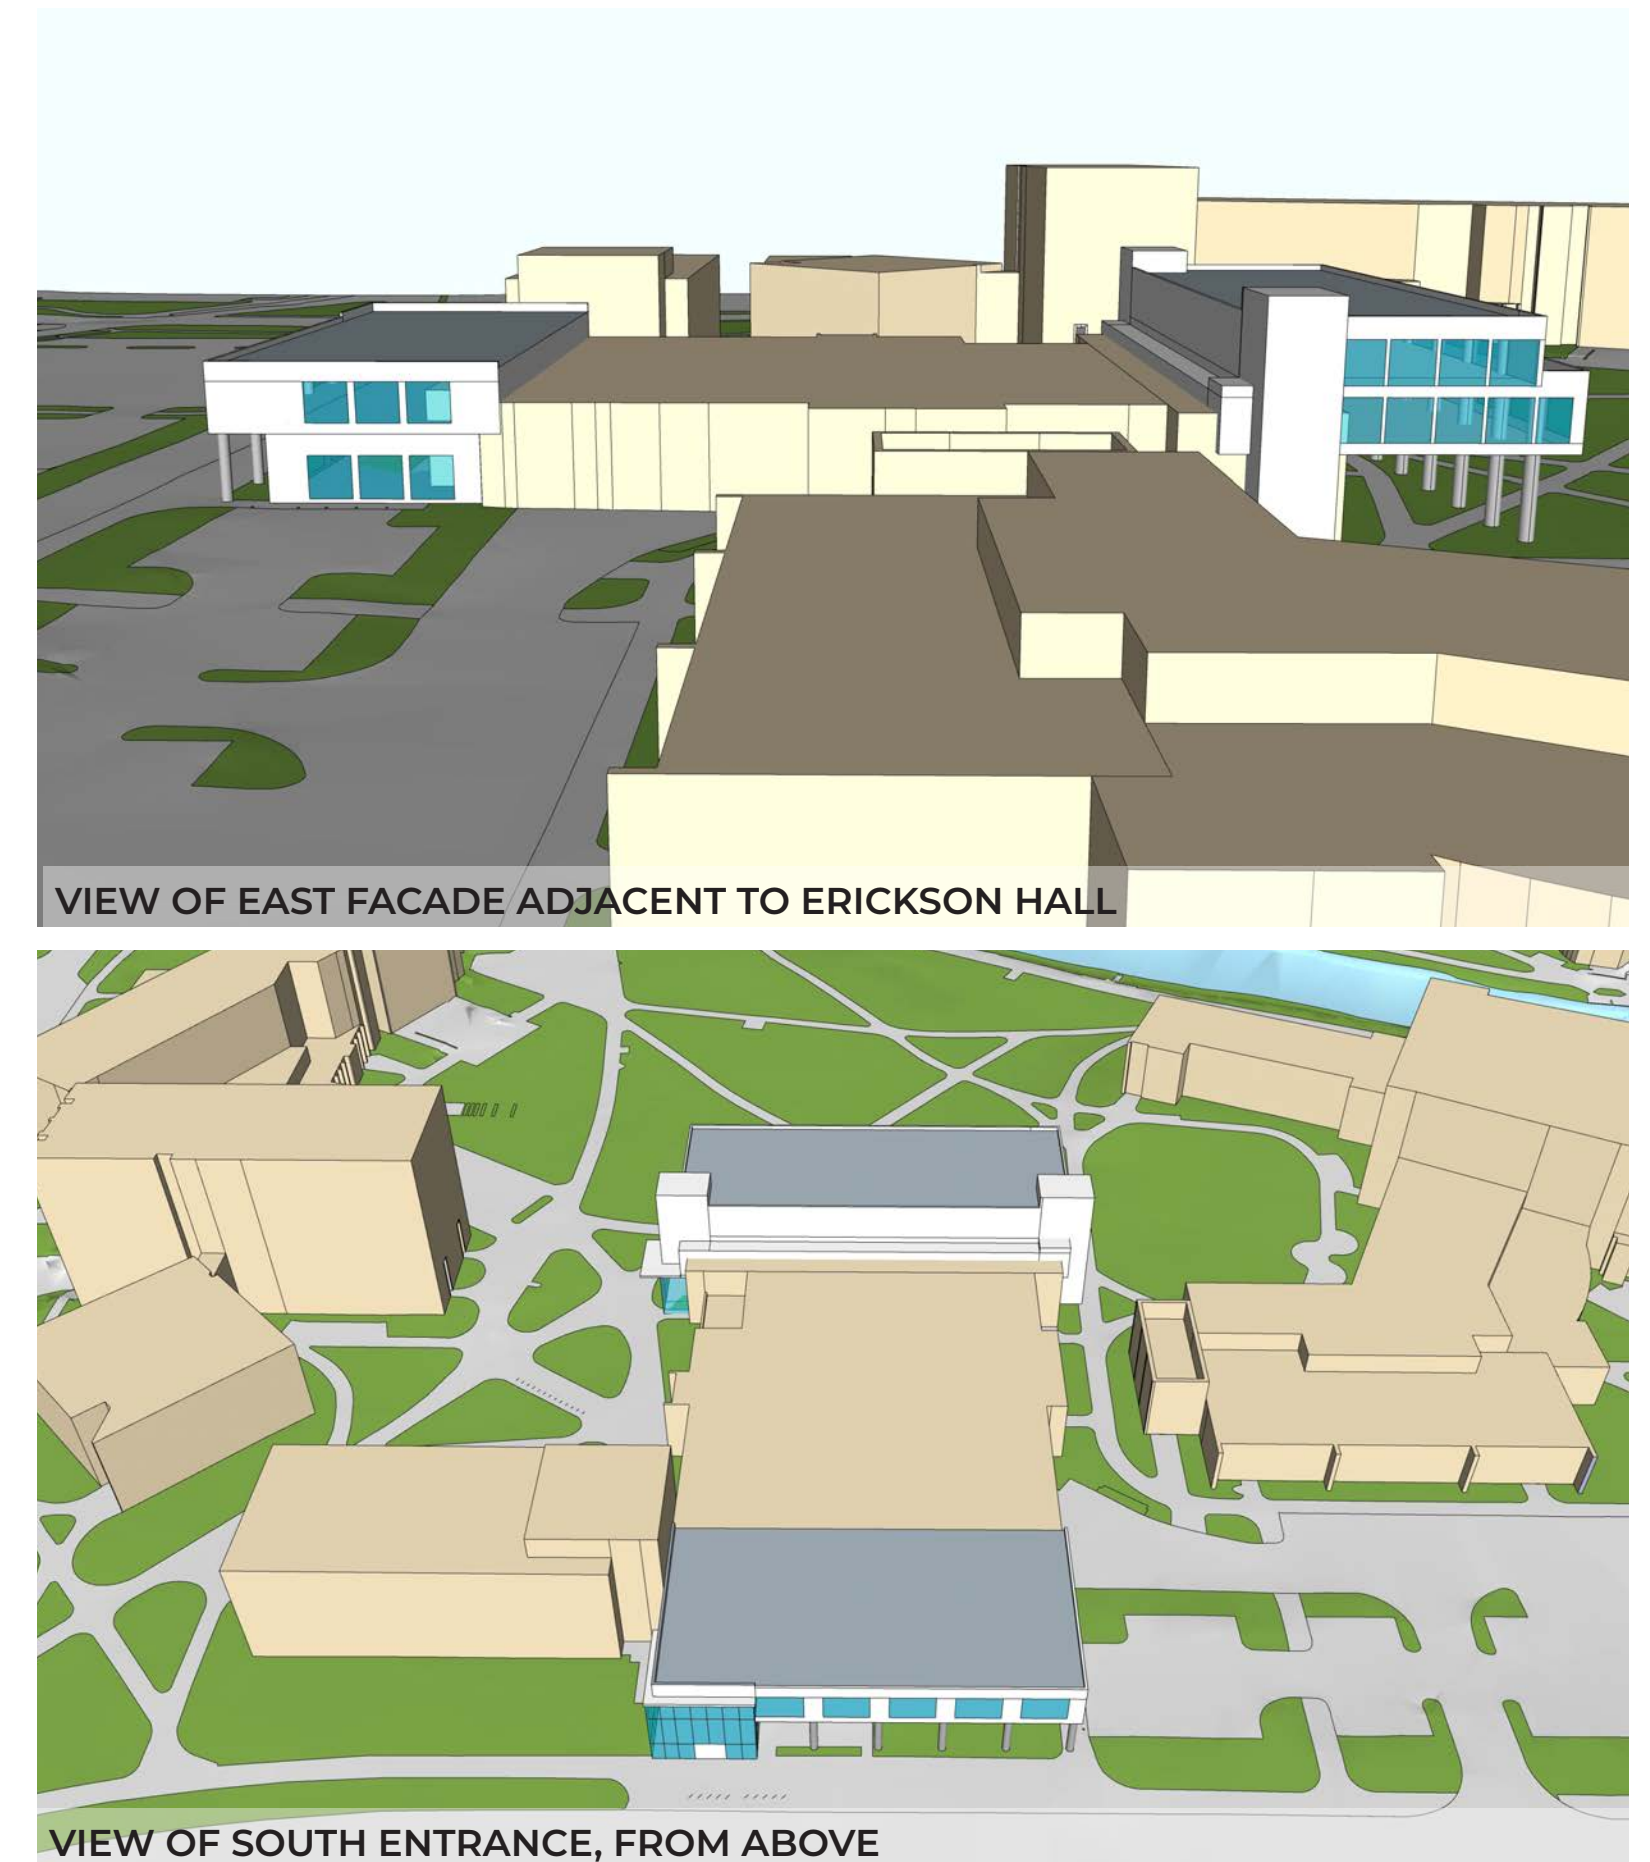 VIEW OF EAST FACADE ADJACENT TO ERICKSON HALL
VIEW OF SOUTH ENTRANCE, FROM ABOVE